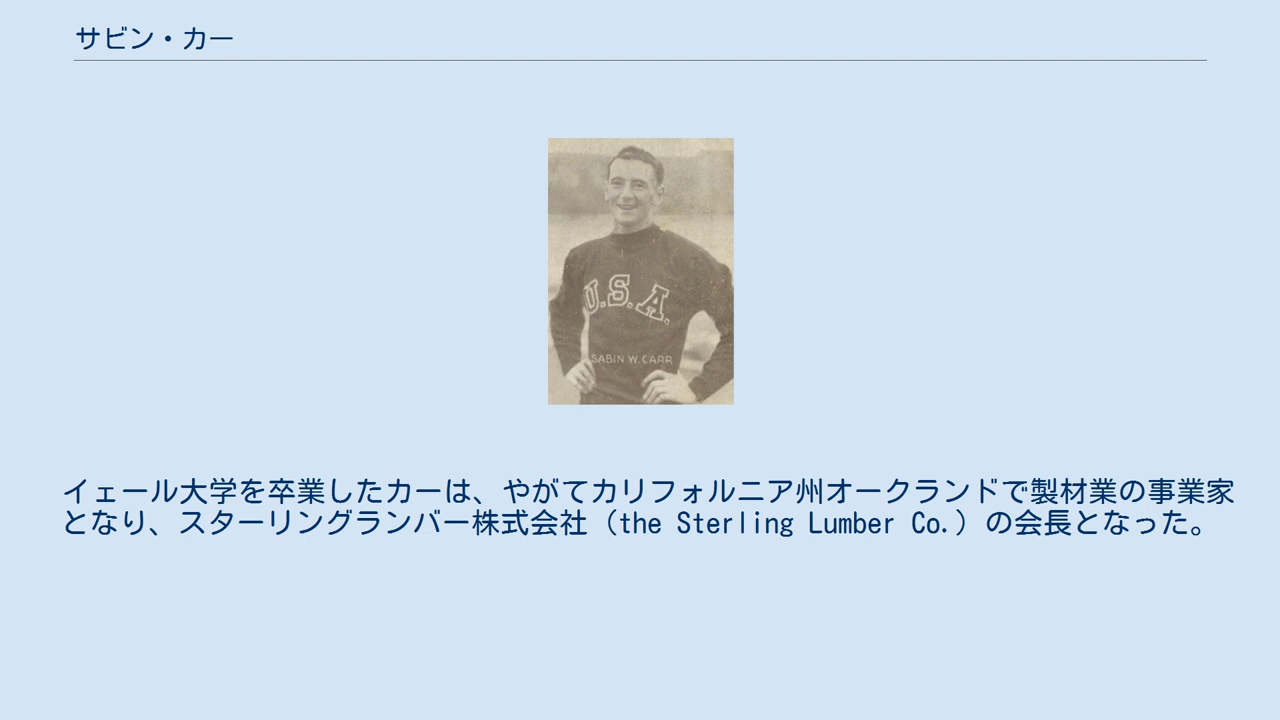 サビン・カー
U.S.A.
SABIN W. CARR
イェール大学を卒業したカーは、やがてカリフォルニア州オークランドで製材業の事業家
となり、スターリングランバー株式会社（the Sterling Lumber Co.）の会長となった。